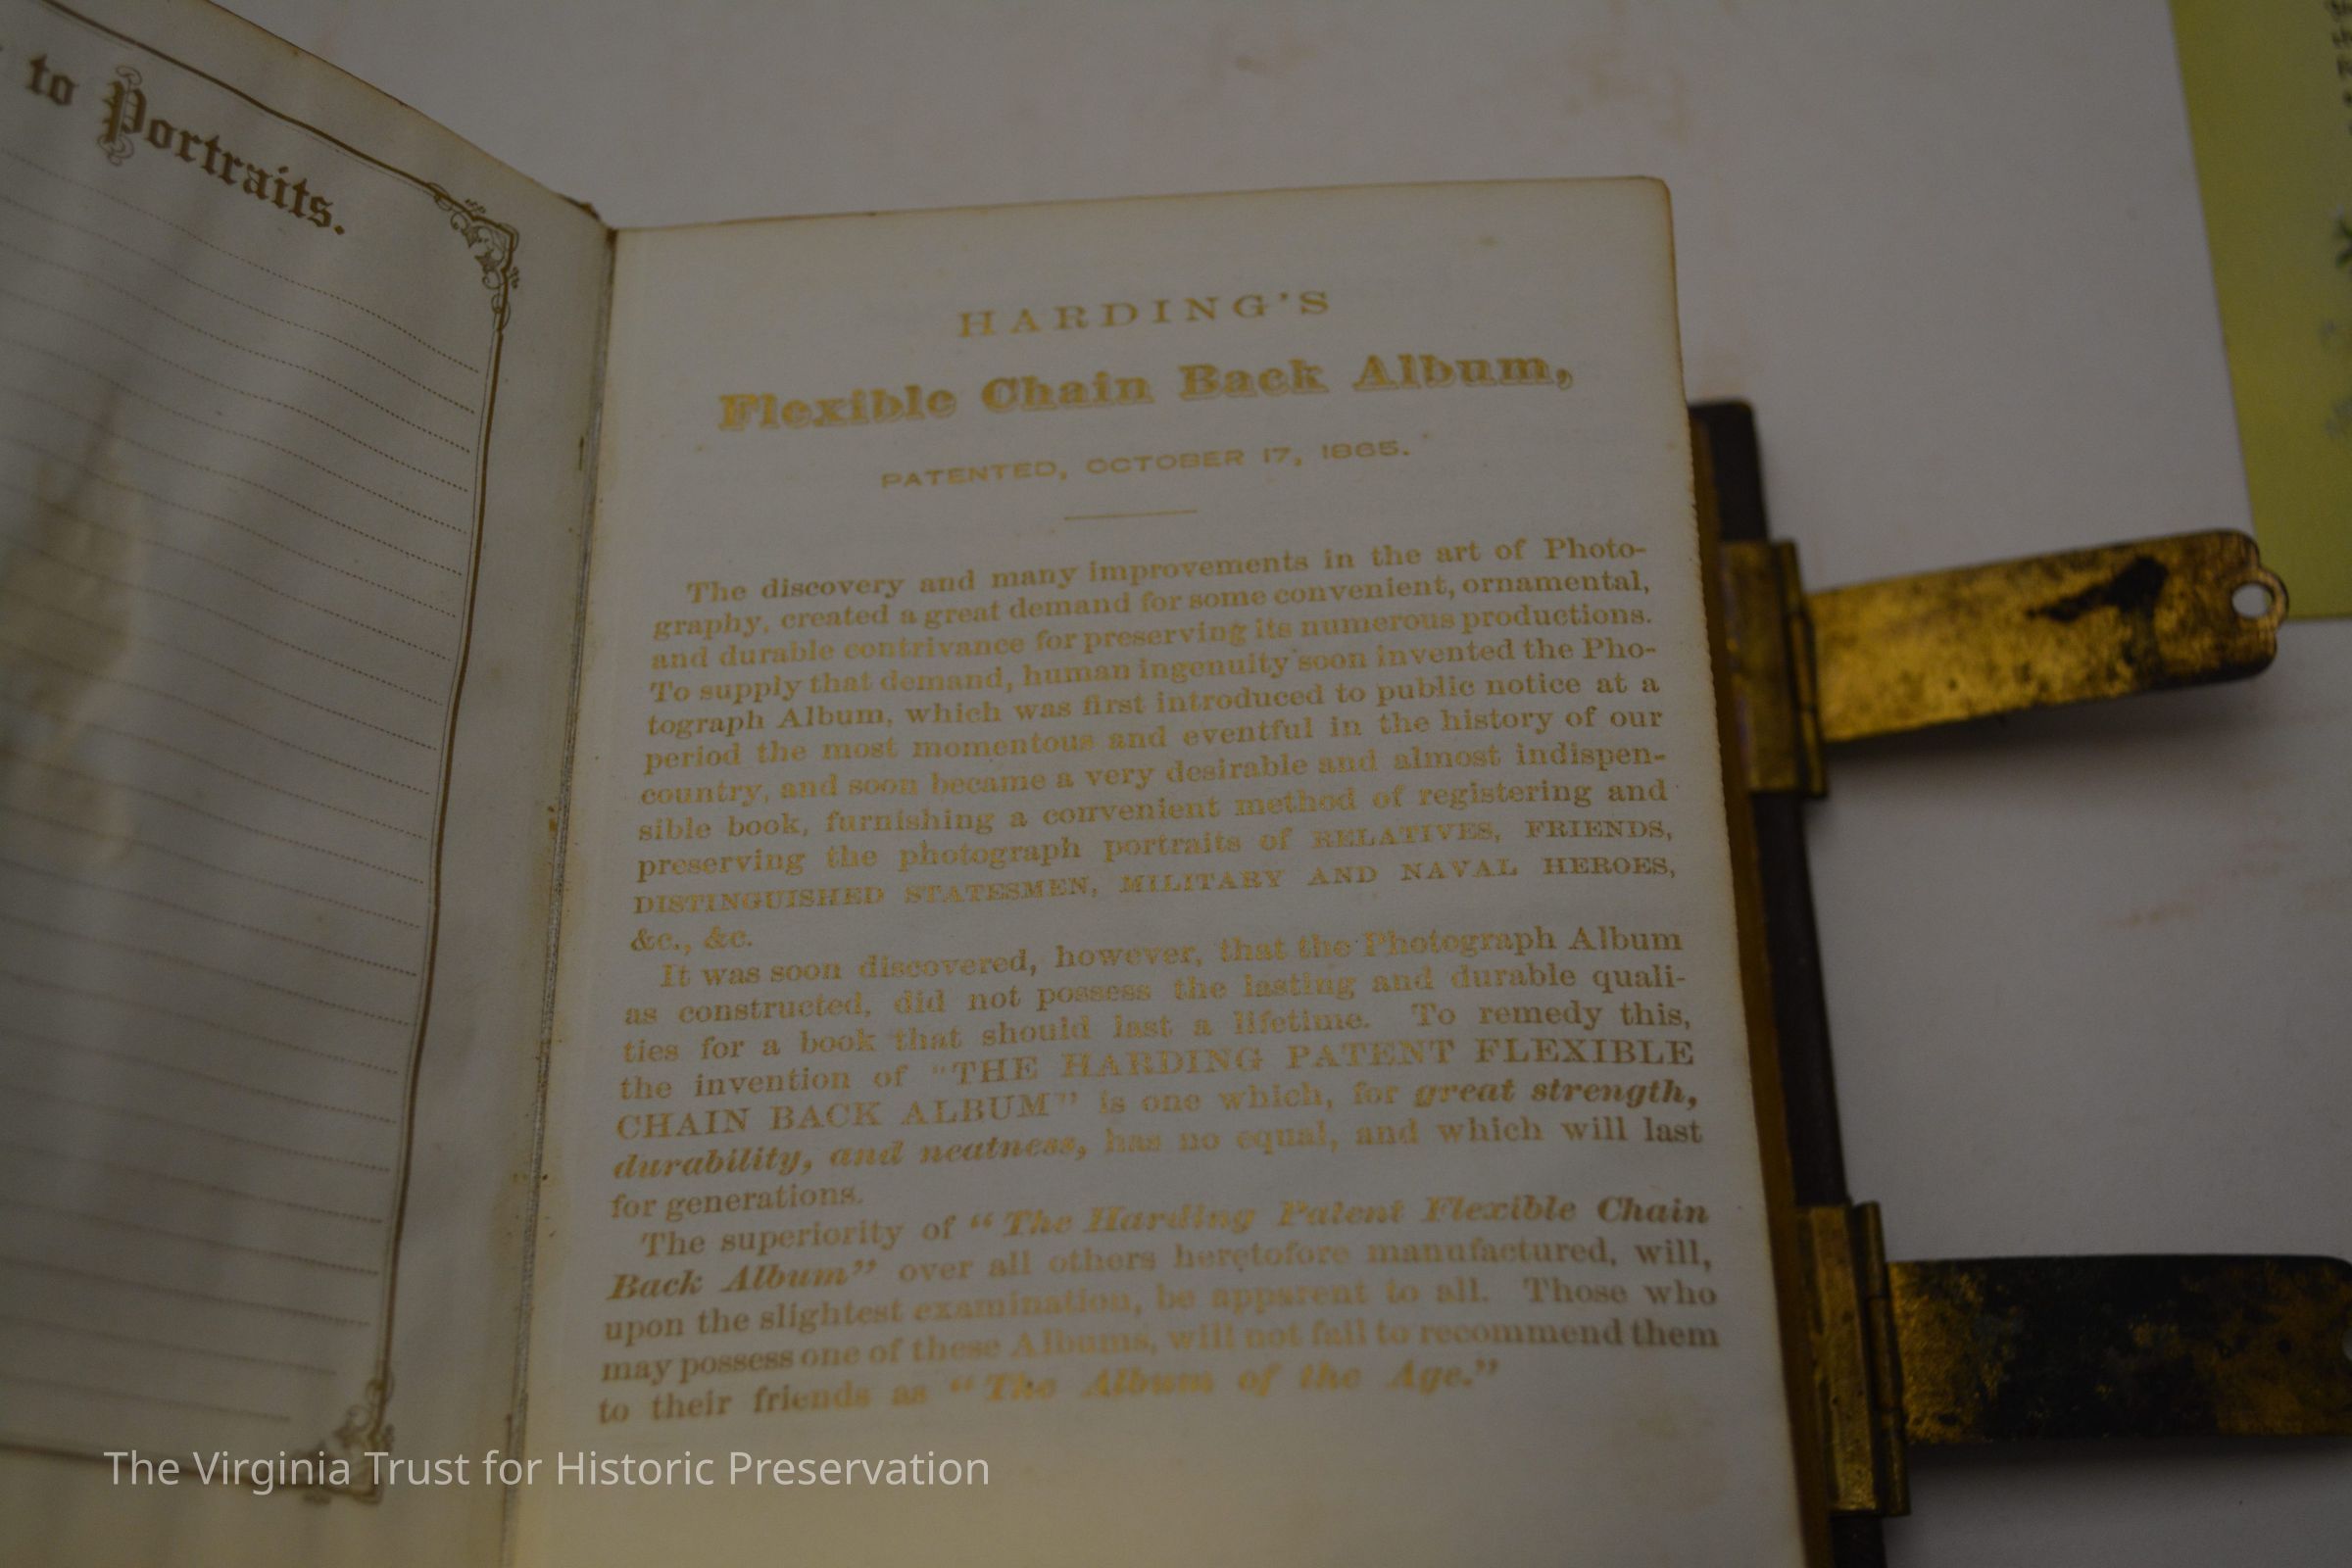 to Portraits.
HARDING'S
Flexible Chain Back Album,
PATENTED, OCTOBER 17, 1865.
The discovery and many improvements in the art of Photo-
graphy, created a great demand for some convenient, ornamental,
and durable contrivance for preserving its numerous productions.
To supply that demand, human ingenuity soon invented the Pho-
tograph Album, which was first introduced to public notice at a
period the most momentous and eventful in the history of our
country, and soon became a very desirable and almost indispen-
sible book, furnishing a convenient method of registering and
preserving the photograph portraits of RELATIVES, FRIENDS,
DISTINGUISHED STATESMEN, MILITARY AND NAVAL HEROES,
&c., &c.
It was soon discovered, however, that the Photograph Album
as constructed, did not possess the lasting and durable quali-
ties for a book that should last a lifetime. To remedy this,
the invention of "THE HARDING PATENT FLEXIBLE
CHAIN BACK ALBUM" is one which, for great strength,
durability, and neatness, has no equal, and which will last
for generations.
The superiority of "The Harding Patent Flexible Chain
Back Album" over all others heretofore manufactured, will,
upon the slightest examination, be apparent to all. Those who
may possess one of these Albums, will not fail to recommend them
to their friends as "The Album of the Age."
The Virginia Trust for Historic Preservation